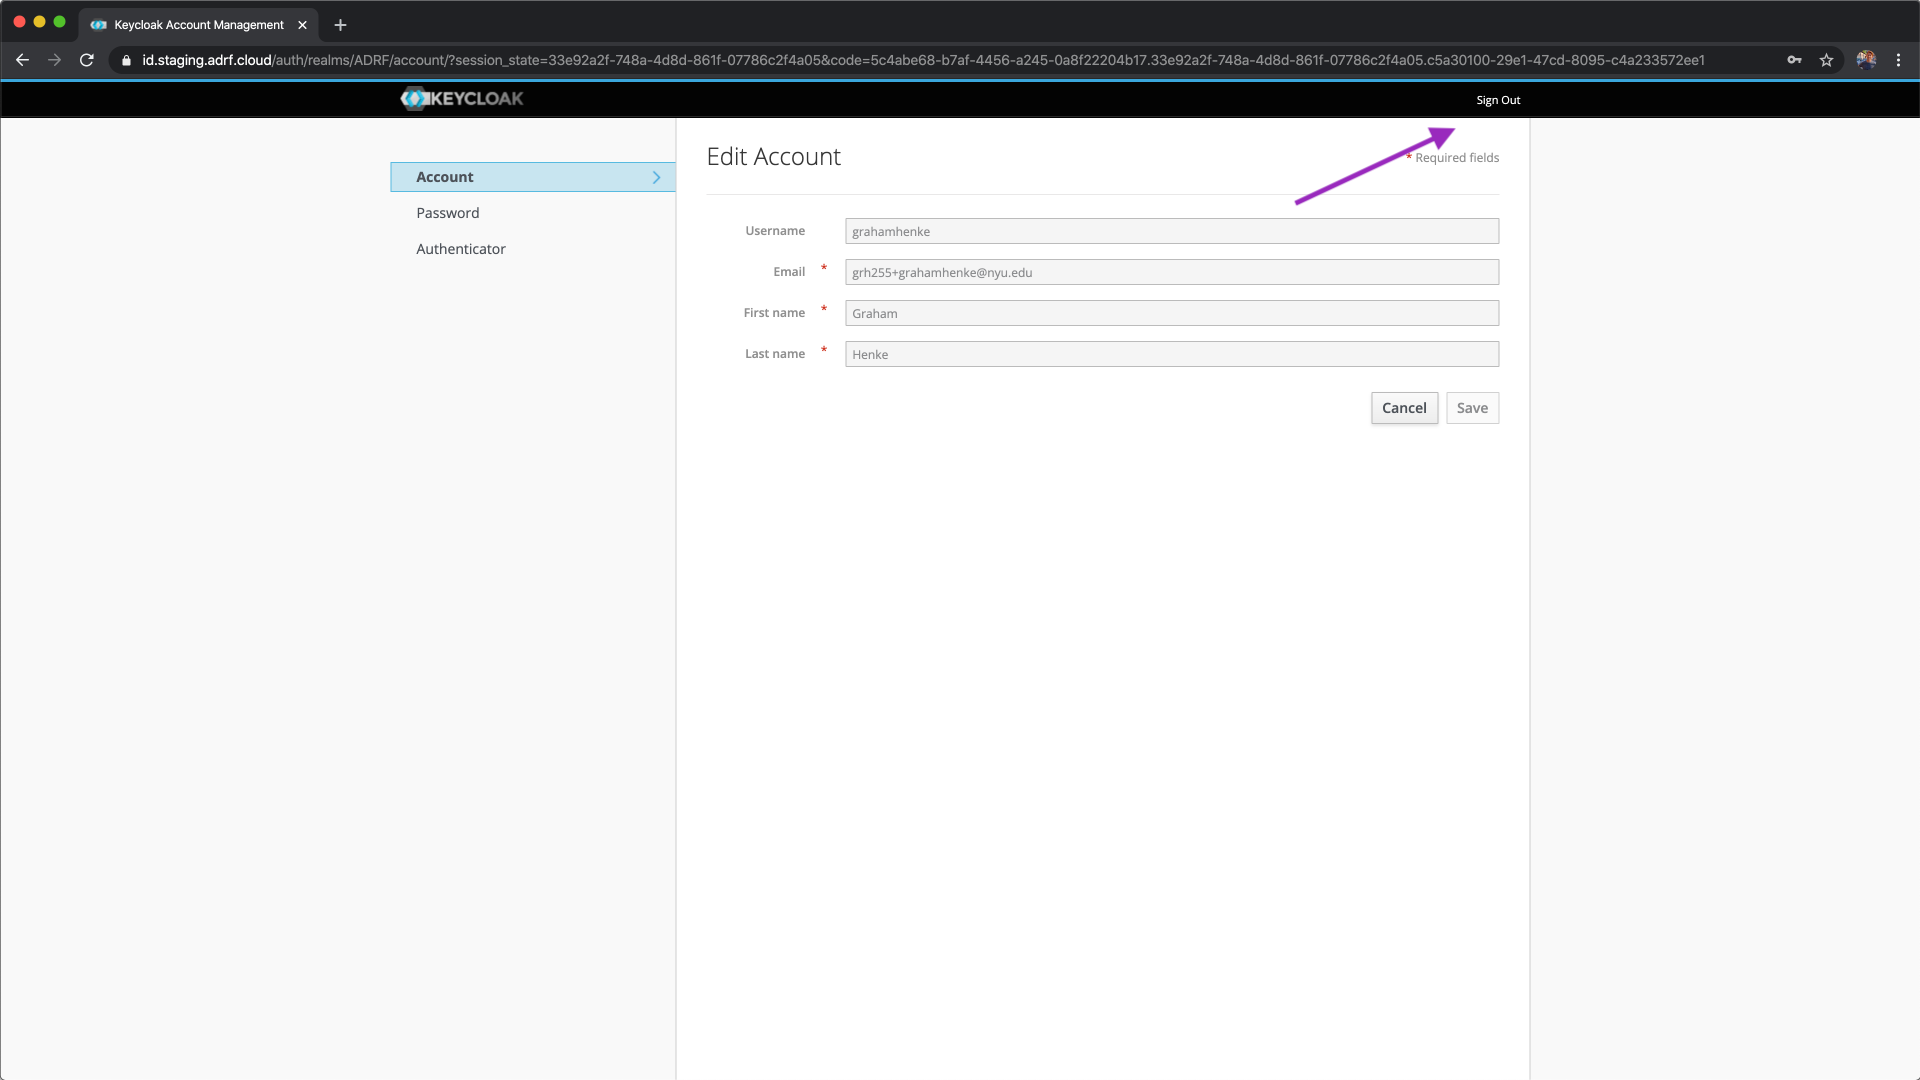 Keycloak Account Management
id.staging.adrf.cloud/auth/realms/ADRF/account/?session_state=33e92a2f-748a-4d8d-861f-07786c2f4a05&code=5c4abe68-b7af-4456-a245-0a8f22204b17.33e92a2f-748a-4d8d-861f-07786c2f4a05.c5a30100-29e1-47cd-8095-c4a233572ee1
KEYCLOAK
Sign Out
Account
Password
Authenticator
Edit Account
* Required fields
Username
grahamhenke
Email *
grh255+grahamhenke@nyu.edu
First name *
Graham
Last name *
Henke
Cancel
Save